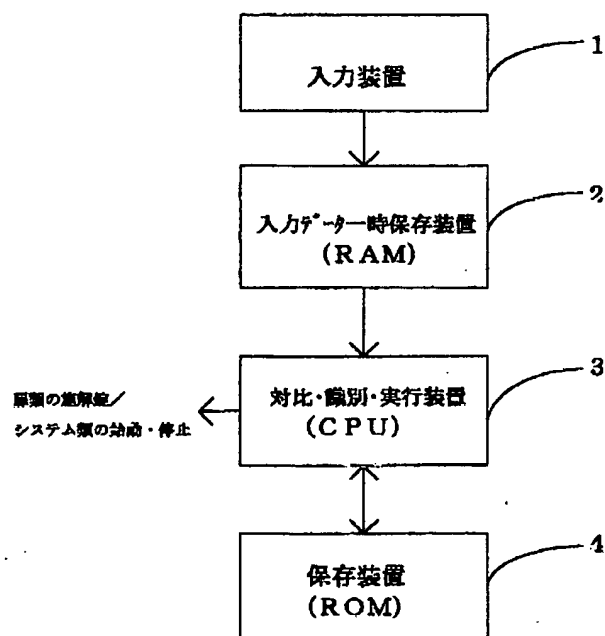 入力装置
1
入力ﾃﾞｰﾀ一時保存装置
(RAM)
2
対比・識別・実行装置
(CPU)
3
扉類の施解錠/
システム類の始動・停止
保存装置
(ROM)
4